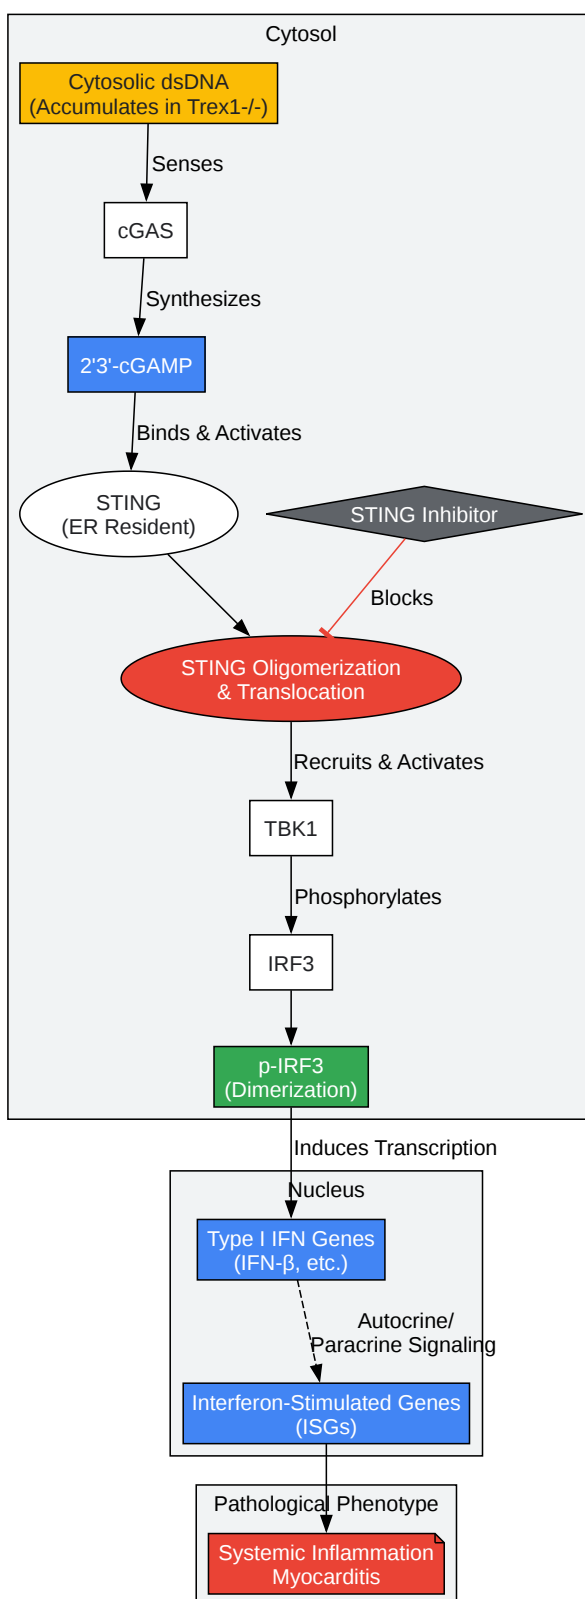 Cytosol
Cytosolic dsDNA
(Accumulates in Trex1-/-)
Senses
cGAS
Synthesizes
2'3'-cGAMP
Binds & Activates
STING
(ER Resident)
STING Inhibitor
Blocks
STING Oligomerization
& Translocation
Recruits & Activates
TBK1
Phosphorylates
IRF3
p-IRF3
(Dimerization)
Induces Transcription
Nucleus
Type I IFN Genes
(IFN-β, etc.)
Autocrine/
Paracrine Signaling
Interferon-Stimulated Genes
(ISGs)
Pathological Phenotype
Systemic Inflammation
Myocarditis